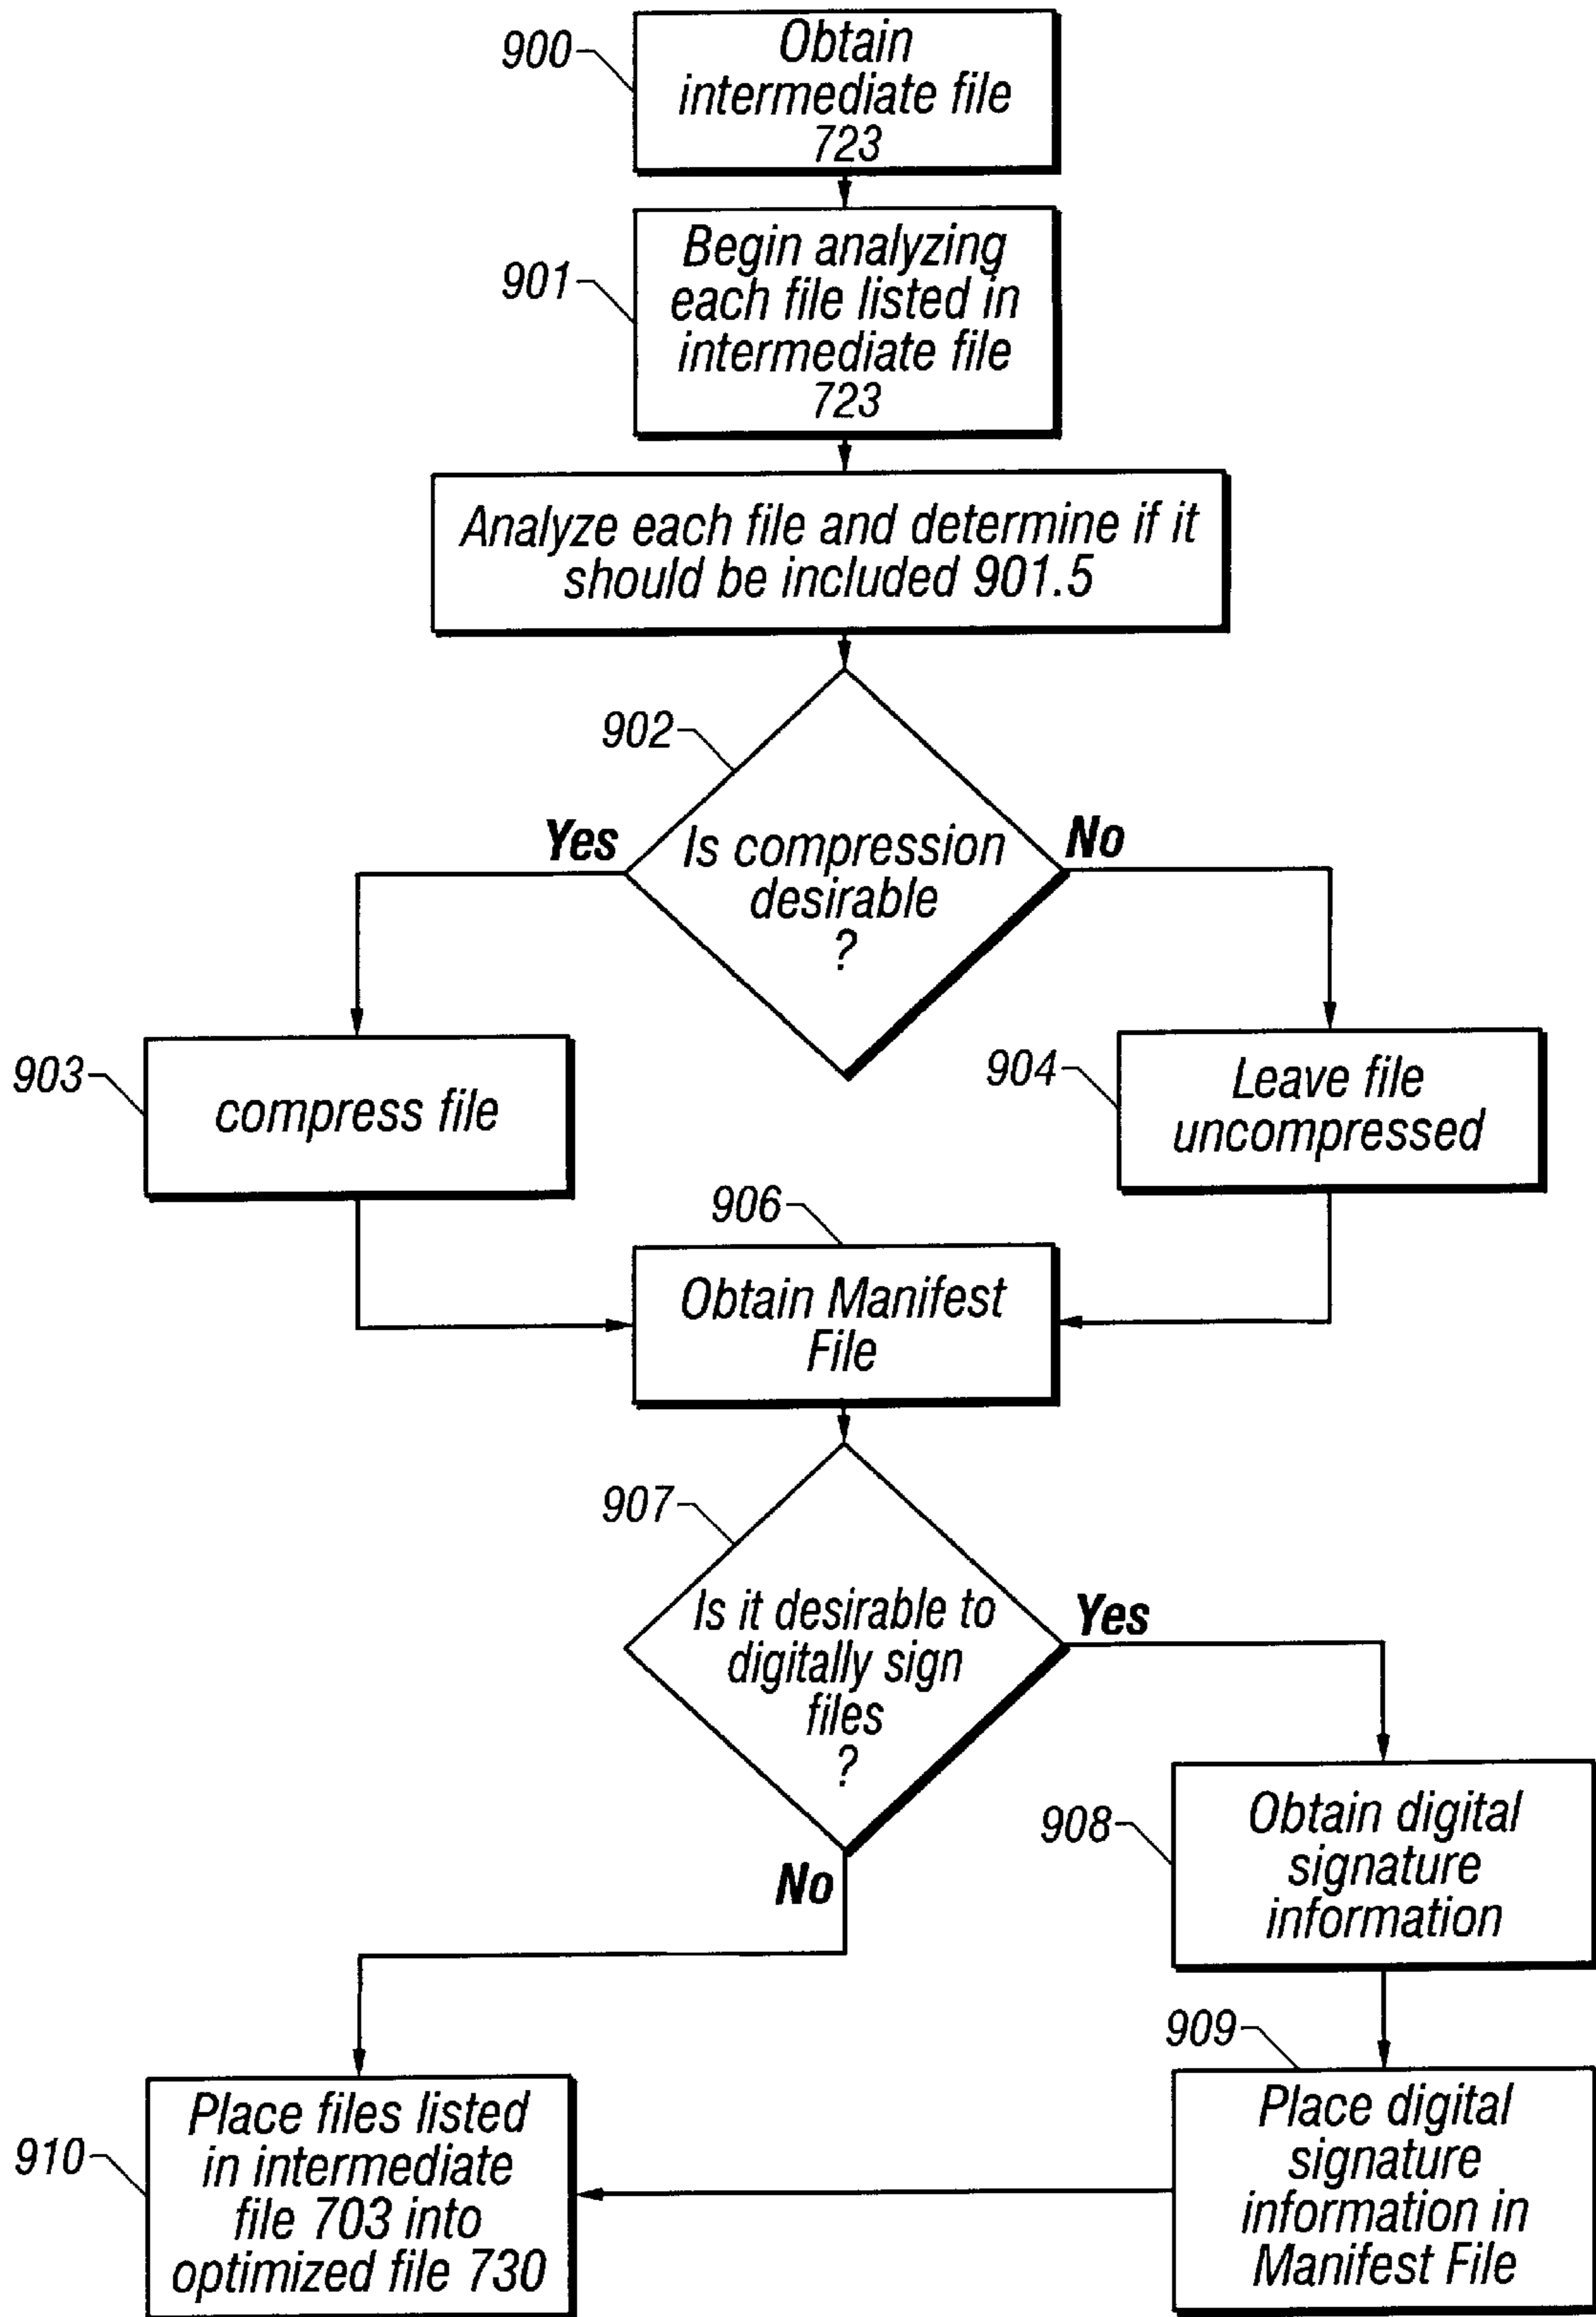 900
Obtain
intermediate file
723
901
Begin analyzing
each file listed in
intermediate file
723
Analyze each file and determine if it
should be included 901.5
902
Yes
Is compression
desirable
?
No
903
compress file
904
Leave file
uncompressed
906
Obtain Manifest
File
907
Is it desirable to
digitally sign
files
?
Yes
No
908
Obtain digital
signature
information
909
Place digital
signature
information in
Manifest File
910
Place files listed
in intermediate
file 703 into
optimized file 730